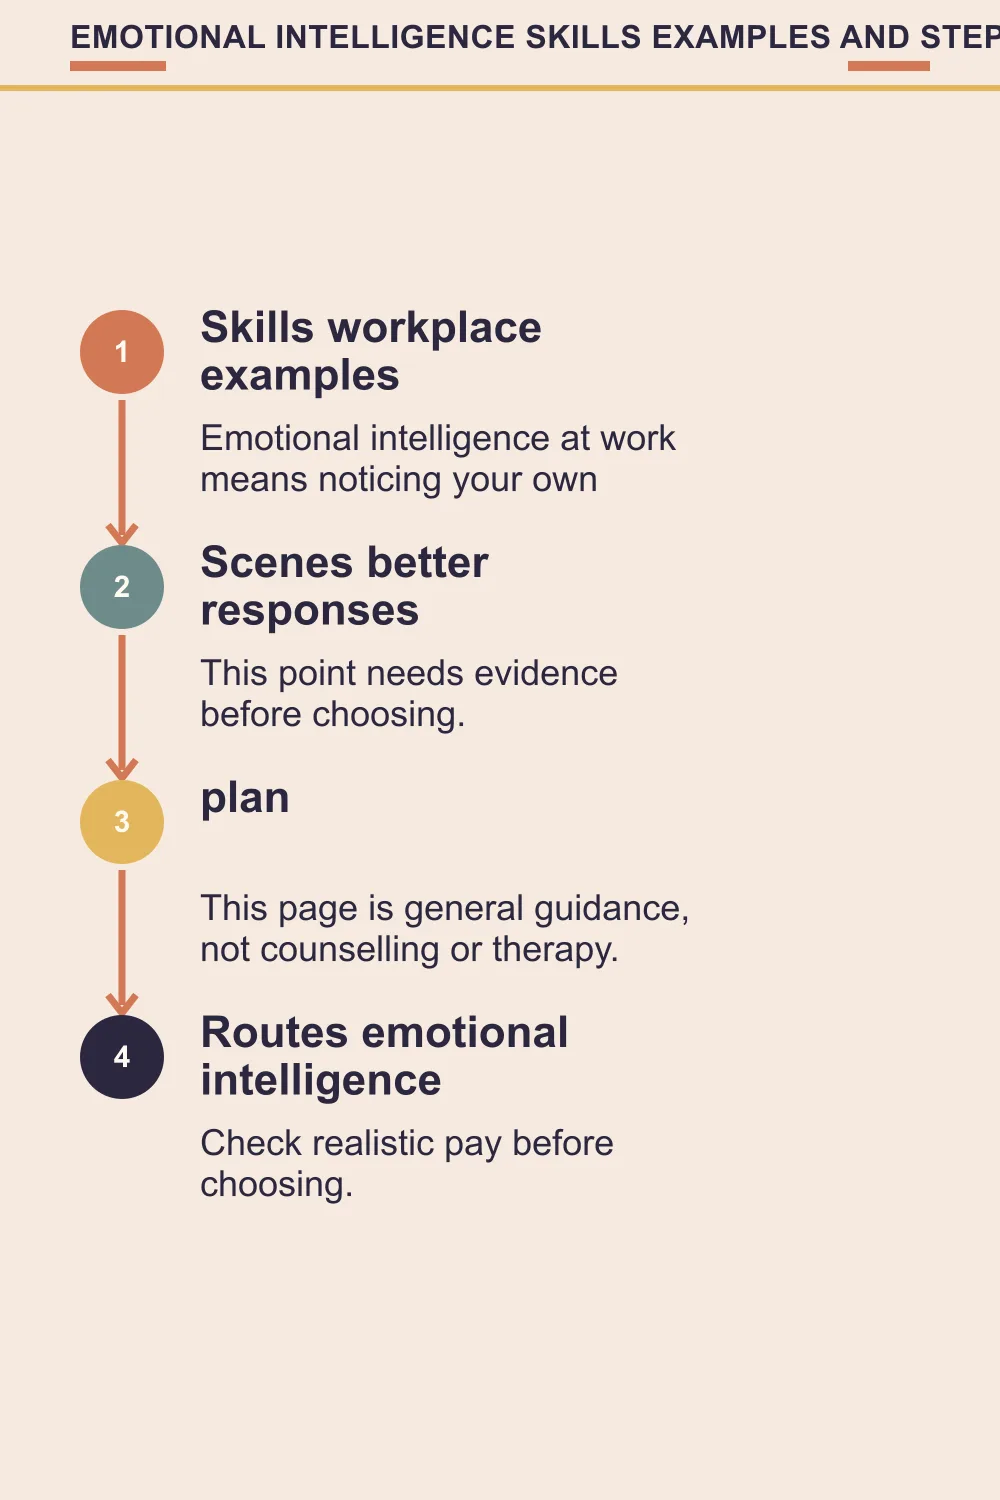 EMOTIONAL INTELLIGENCE SKILLS EXAMPLES AND STEP
1
Skills workplace
examples
Emotional intelligence at work
means noticing your own
2
Scenes better
responses
This point needs evidence
before choosing.
3
plan
This page is general guidance,
not counselling or therapy.
4
Routes emotional
intelligence
Check realistic pay before
choosing.